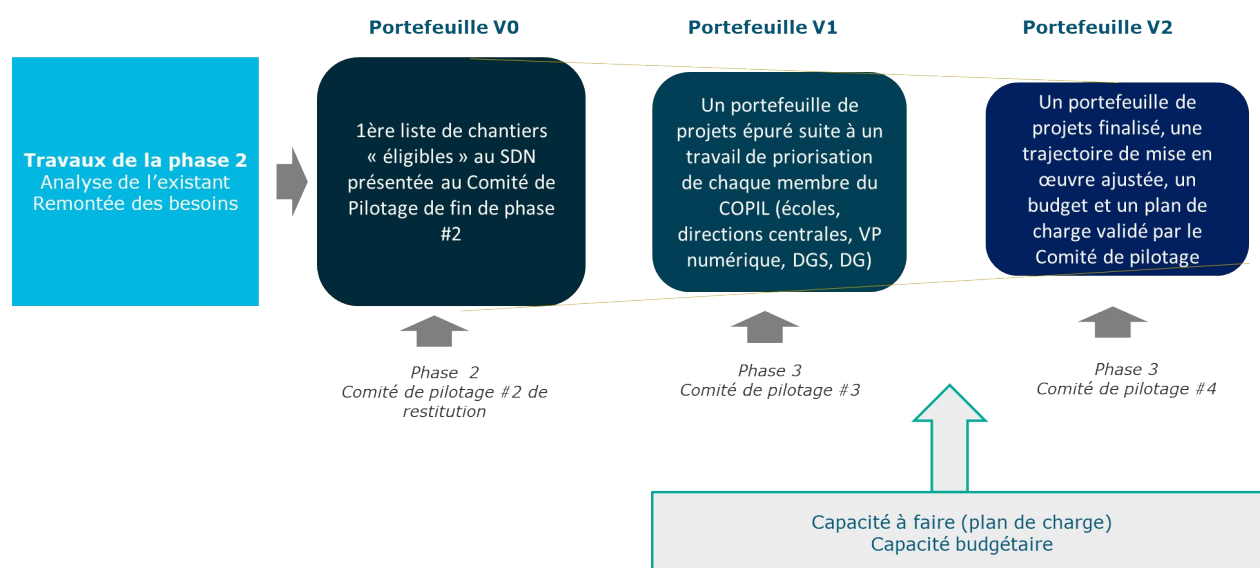 Portefeuille V0
Portefeuille V1
Portefeuille V2
Travaux de la phase 2
Analyse de l'existant
Remontée des besoins
1ère liste de chantiers
« éligibles » au SDN
présentée au Comité de
Pilotage de fin de phase
#2
Un portefeuille de
projets épuré suite à un
travail de priorisation
de chaque membre du
COPIL (écoles,
directions centrales, VP
numérique, DGS, DG)
Un portefeuille de
projets finalisé, une
trajectoire de mise en
œuvre ajustée, un
budget et un plan de
charge validé par le
Comité de pilotage
Phase 2
Comité de pilotage #2 de
restitution
Phase 3
Comité de pilotage #3
Phase 3
Comité de pilotage #4
Capacité à faire (plan de charge)
Capacité budgétaire